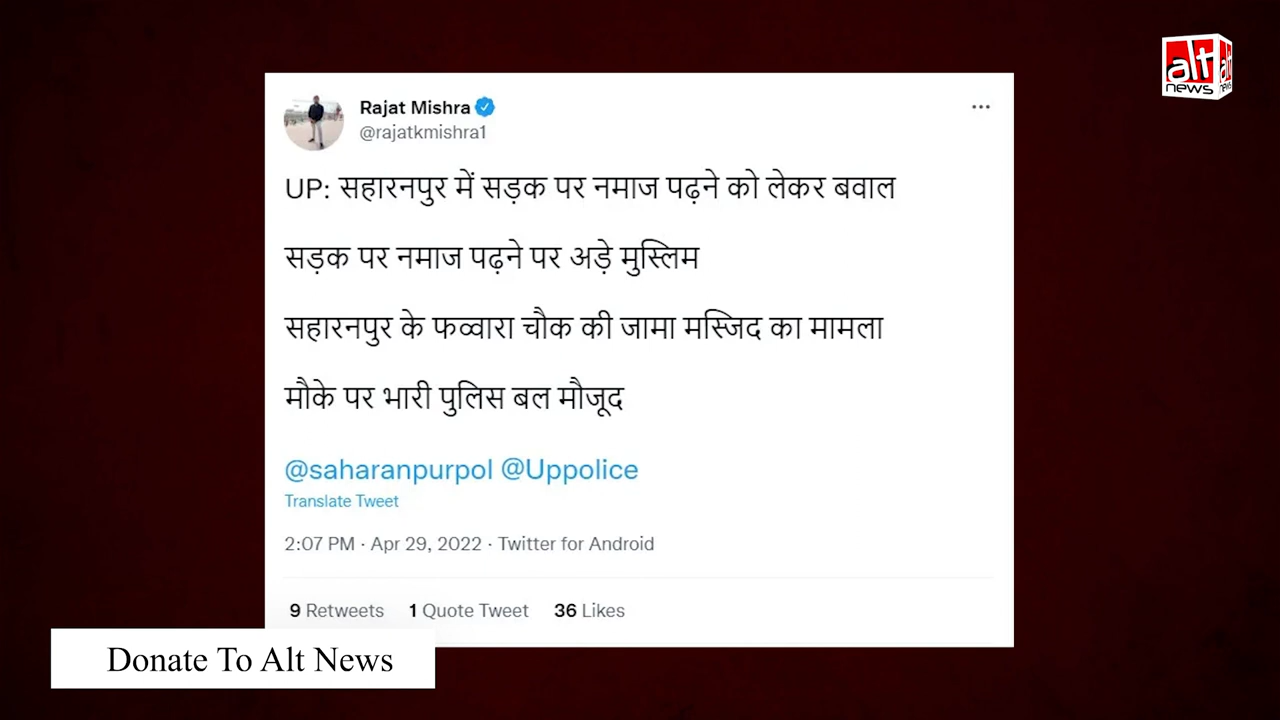 alt
news
Rajat Mishra
@rajatkmishra1
UP: सहारनपुर में सड़क पर नमाज पढ़ने को लेकर बवाल
सड़क पर नमाज पढ़ने पर अड़े मुस्लिम
सहारनपुर के फव्वारा चौक की जामा मस्जिद का मामला
मौके पर भारी पुलिस बल मौजूद
@saharanpurpol @Uppolice
Translate Tweet
2:07 PM · Apr 29, 2022 · Twitter for Android
9 Retweets 1 Quote Tweet 36 Likes
Donate To Alt News